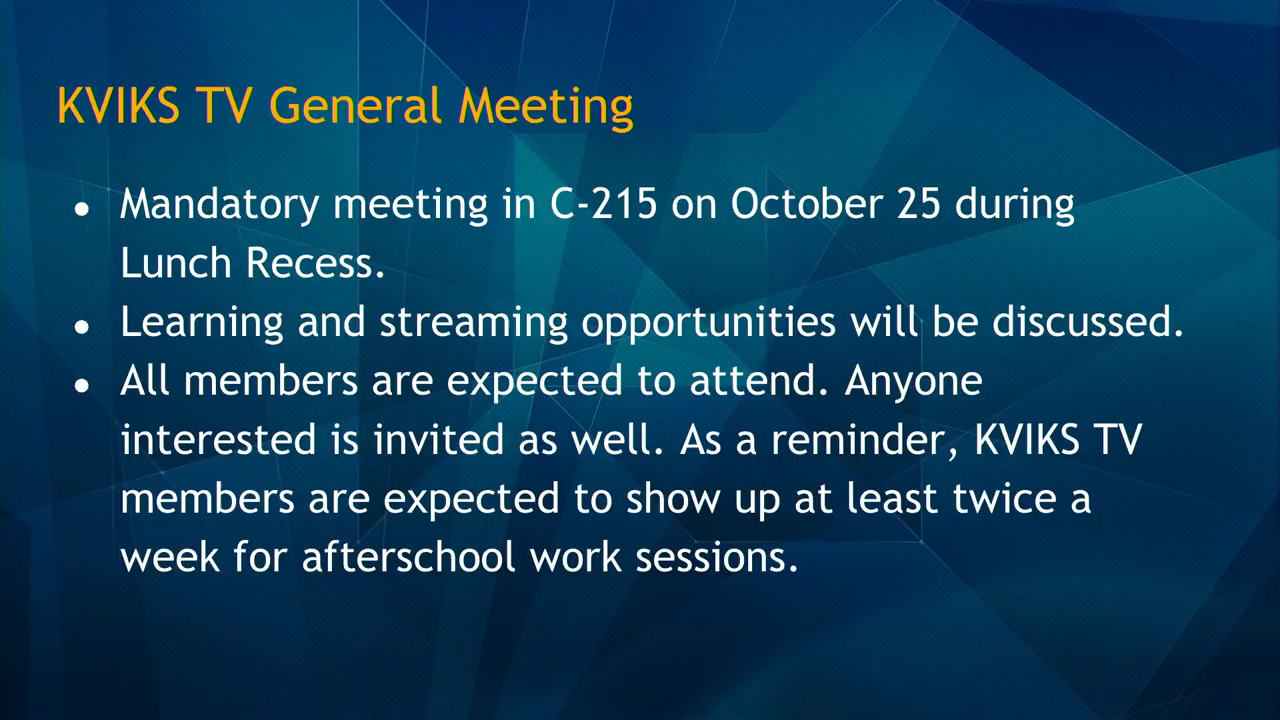 KVIKS TV General Meeting
● Mandatory meeting in C-215 on October 25 during
Lunch Recess.
● Learning and streaming opportunities will be discussed.
● All members are expected to attend. Anyone
interested is invited as well. As a reminder, KVIKS TV
members are expected to show up at least twice a
week for afterschool work sessions.